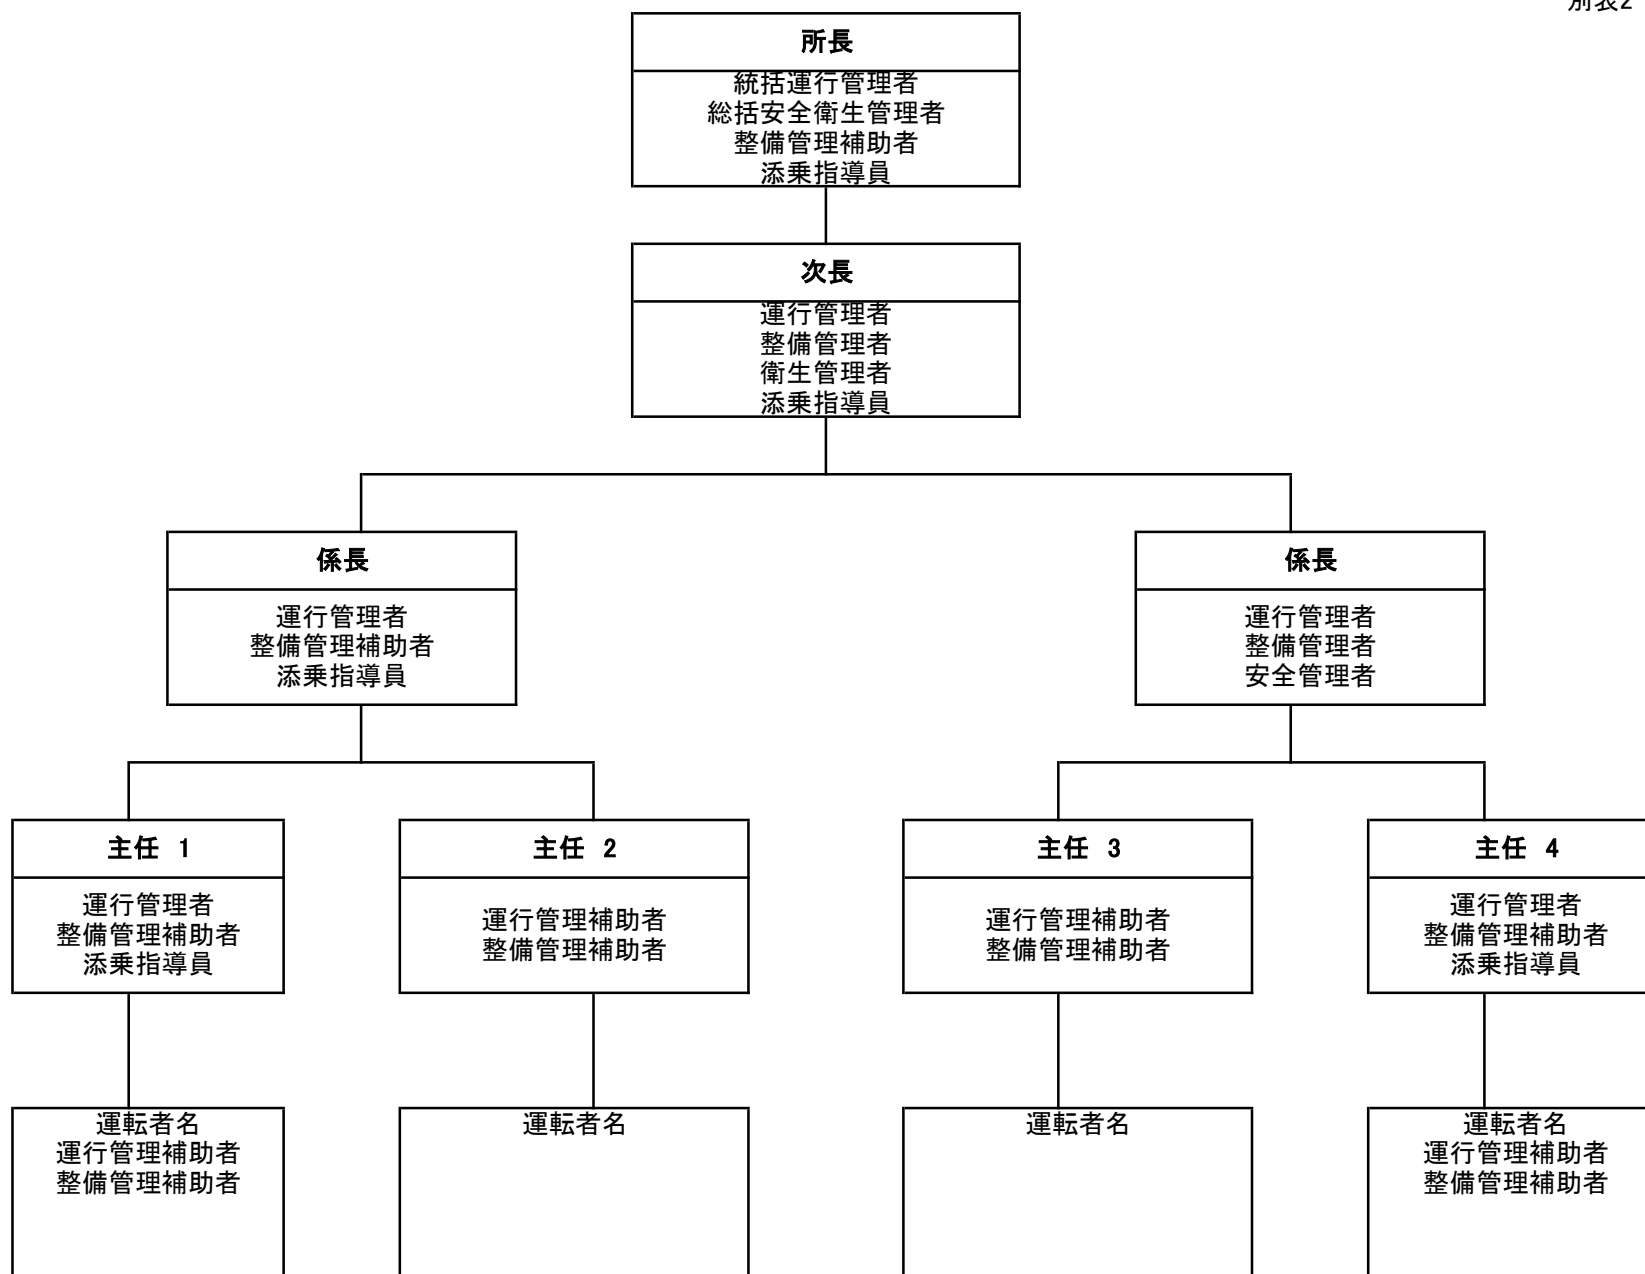 別表2
所長
統括運行管理者
総括安全衛生管理者
整備管理補助者
添乗指導員
次長
運行管理者
整備管理者
衛生管理者
添乗指導員
係長
運行管理者
整備管理補助者
添乗指導員
係長
運行管理者
整備管理者
安全管理者
主任 1
運行管理者
整備管理補助者
添乗指導員
主任 2
運行管理補助者
整備管理補助者
主任 3
運行管理補助者
整備管理補助者
主任 4
運行管理者
整備管理補助者
添乗指導員
運転者名
運行管理補助者
整備管理補助者
運転者名
運転者名
運転者名
運行管理補助者
整備管理補助者